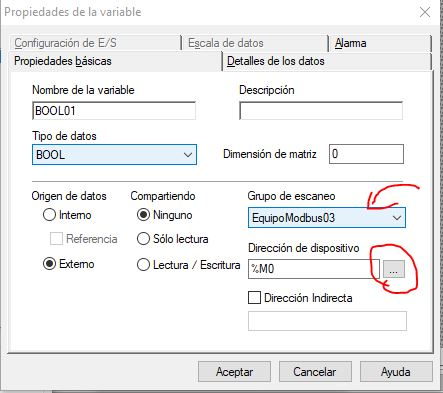 Propiedades de la variable
Configuración de E/S
Escala de datos
Alarma
Propiedades básicas
Detalles de los datos
Nombre de la variable
Descripción
BOOL01
Tipo de datos
BOOL
Dimensión de matriz
0
Origen de datos
Compartiendo
Grupo de escaneo
Interno
Ninguno
EquipoModbus03
Referencia
Sólo lectura
Dirección de dispositivo
Externo
Lectura / Escritura
%M0
...
Dirección Indirecta
Aceptar
Cancelar
Ayuda